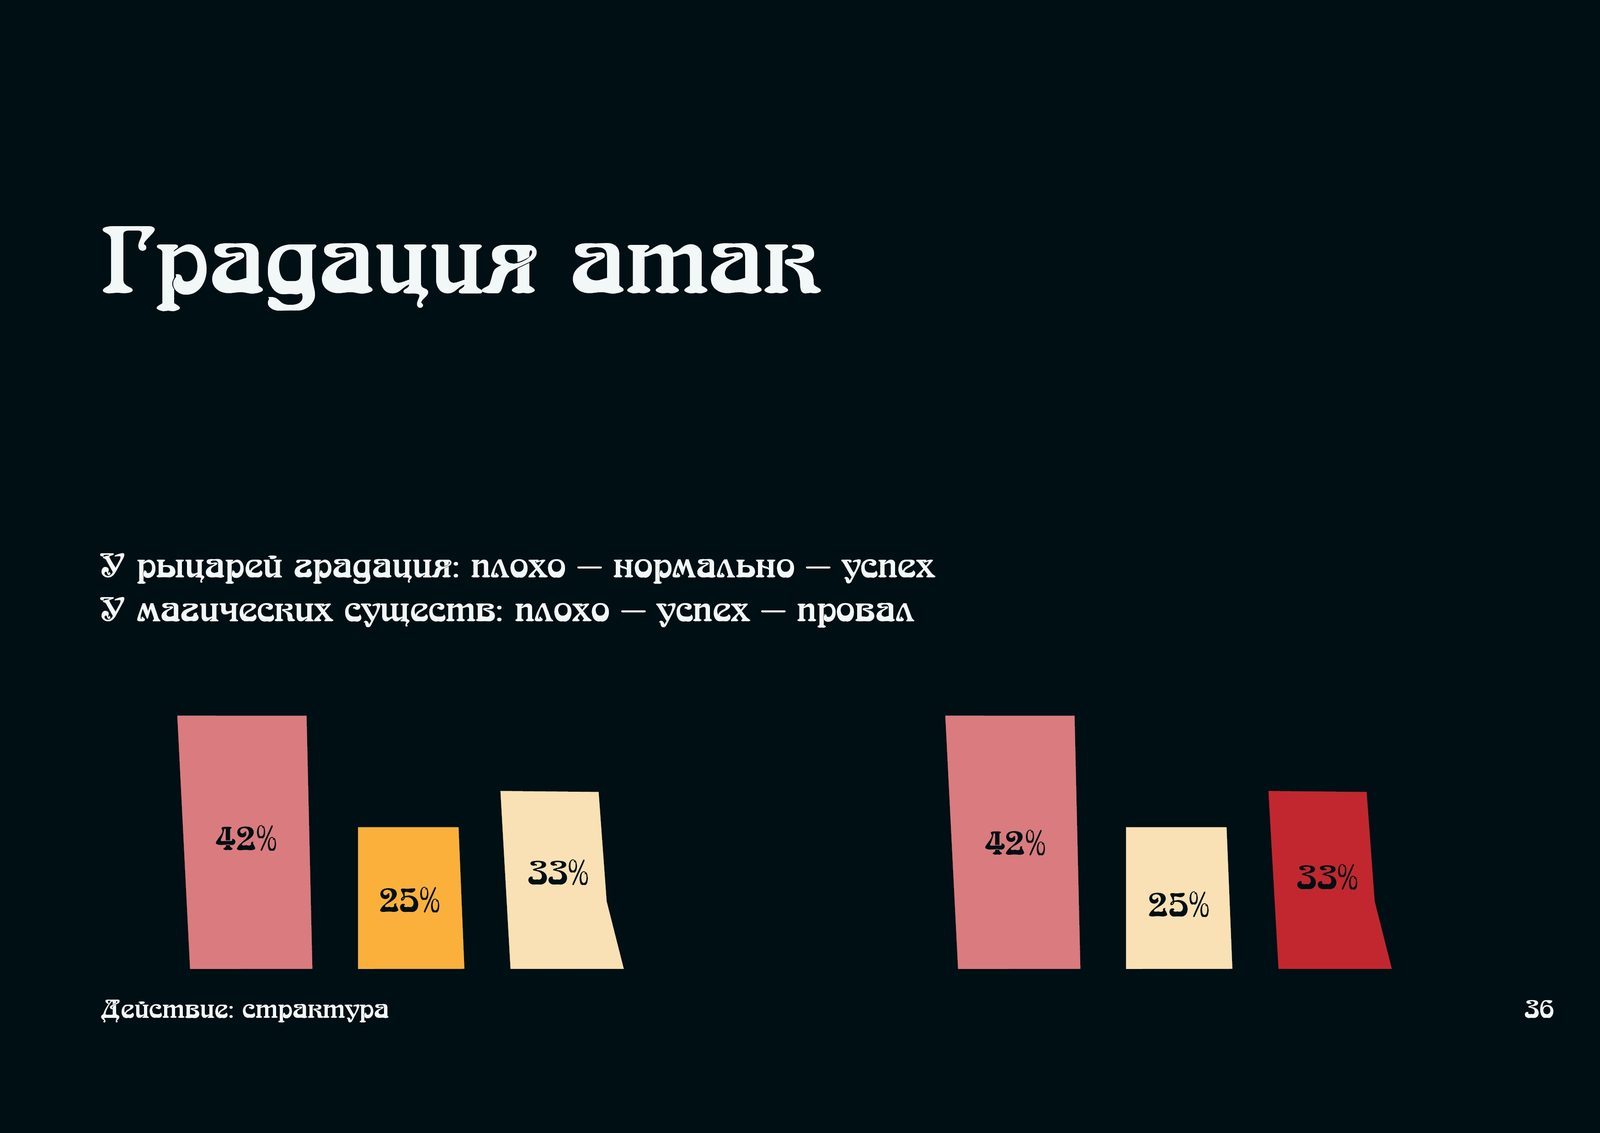 Градация атак
У рыцарей градация: плохо — нормально — успех
У магических существ: плохо — успех — провал
42%
25%
33%
42%
25%
33%
Действие: страктура
36